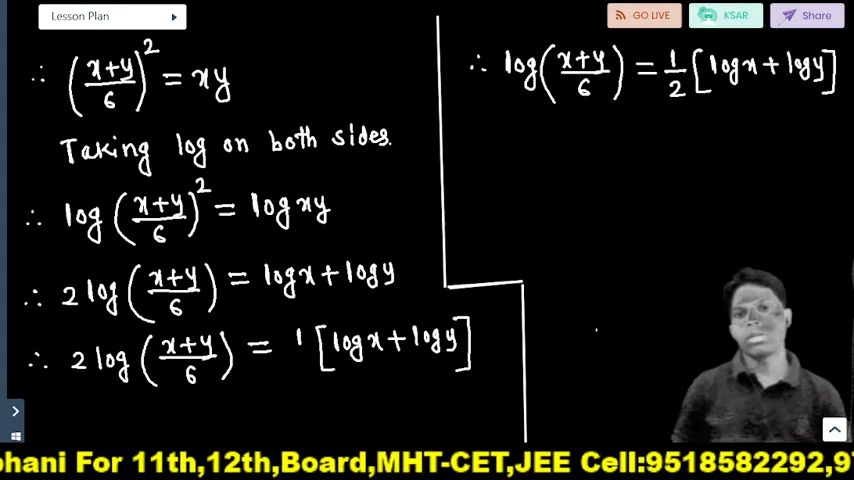 Lesson Plan
GO LIVE
KSAR
Share
∴ (x+y/6)² = xy
Taking log on both sides.
∴ log(x+y/6)² = log xy
∴ 2 log(x+y/6) = log x + log y
∴ 2 log(x+y/6) = 1 [log x + log y]
∴ log(x+y/6) = 1/2 [log x + log y]
For 11th,12th,Board,MHT-CET,JEE Cell:9518582292,